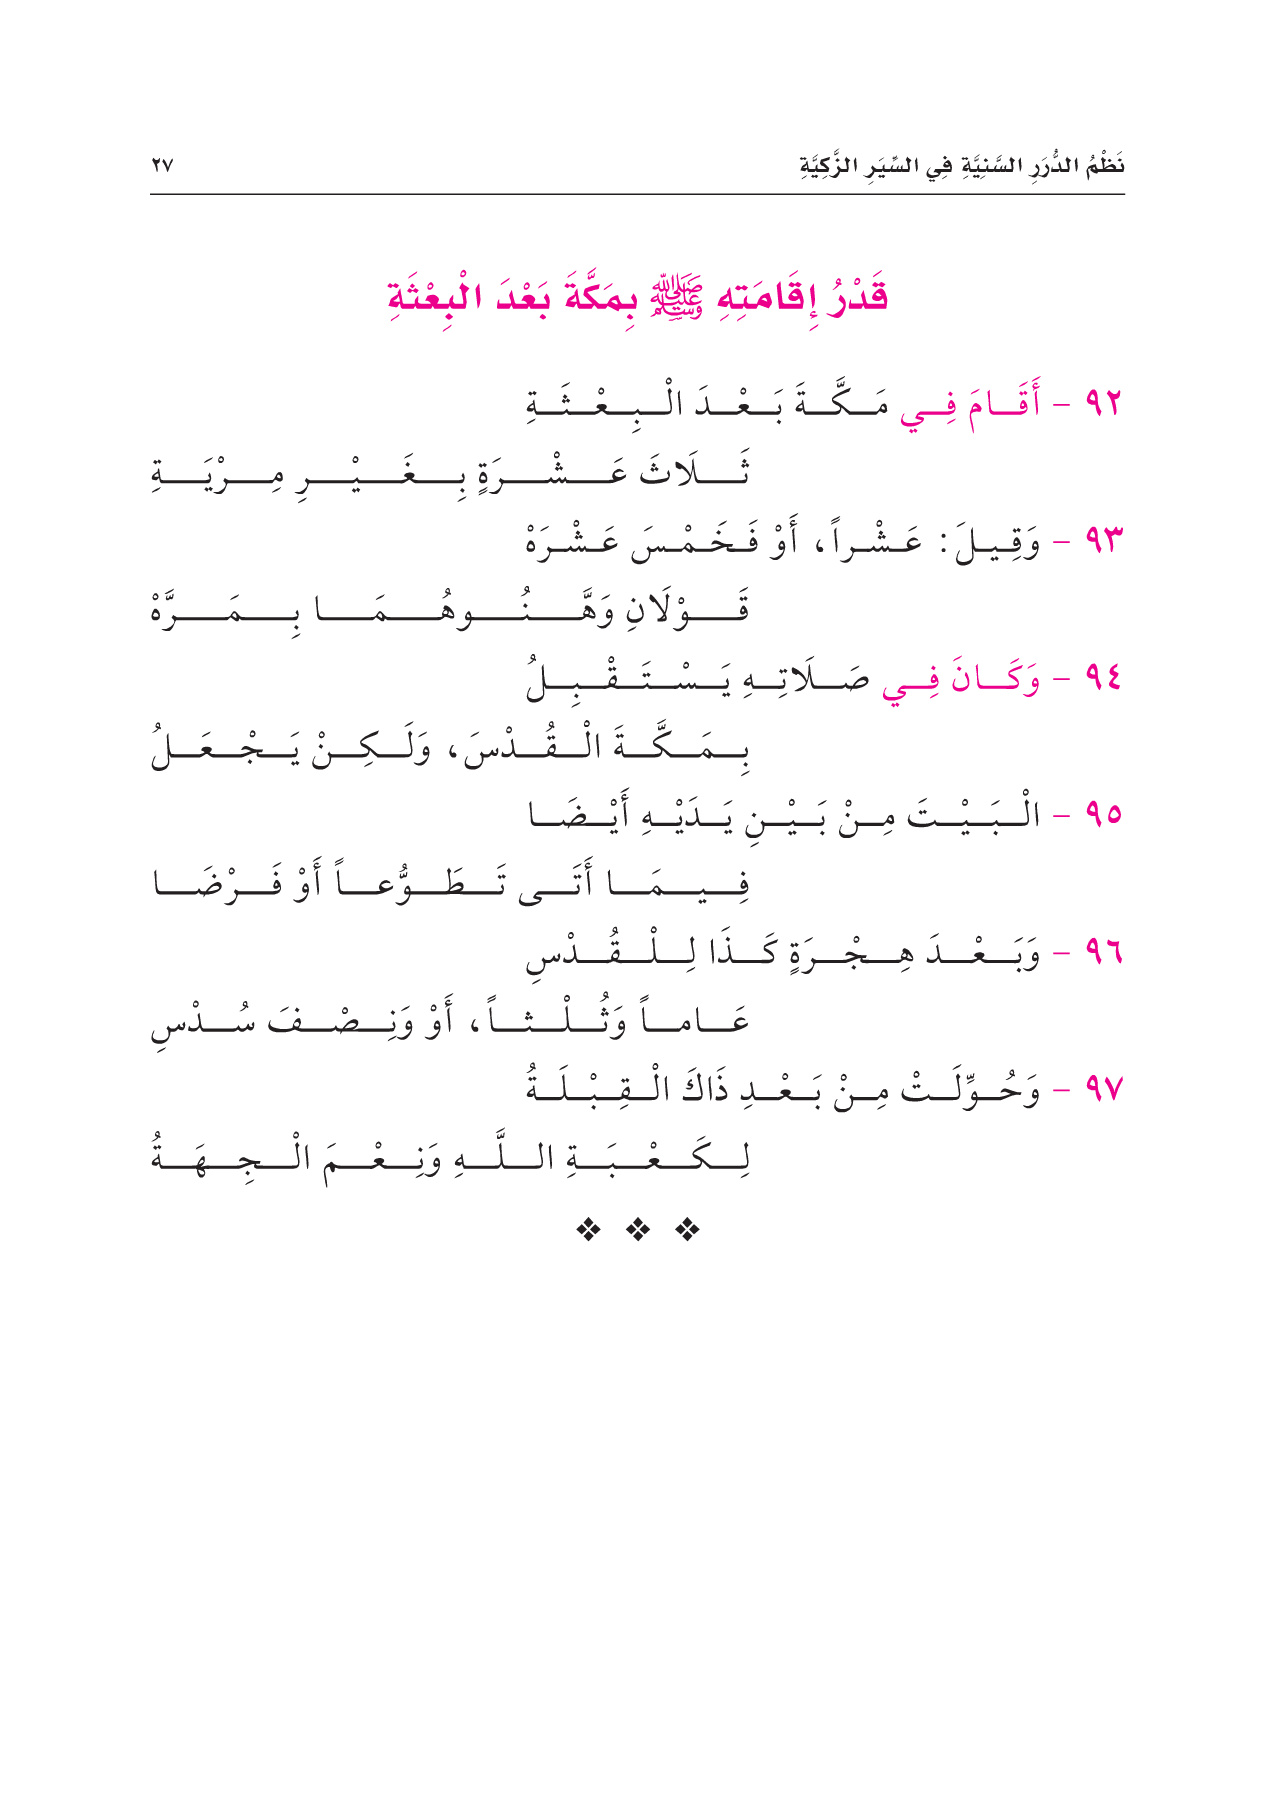 نَظْمُ الدُّرَرِ السَّنِيَّةِ فِي السِّيَرِ الزَّكِيَّةِ ٢٧
قَدْرُ إِقَامَتِهِ ﷺ بِمَكَّةَ بَعْدَ الْبِعْثَةِ
٩٢ - أَقَامَ فِي مَكَّةَ بَعْدَ الْبِعْثَةِ
ثَلَاثَ عَشْرَةٍ بِغَيْرِ مِرْيَةِ
٩٣ - وَقِيلَ: عَشْراً، أَوْ فَخَمْسَ عَشْرَهْ
قَوْلَانِ وَهَّنُوهُمَا بِمَرَّهْ
٩٤ - وَكَانَ فِي صَلَاتِهِ يَسْتَقْبِلُ
بِمَكَّةَ الْقُدْسَ، وَلَكِنْ يَجْعَلُ
٩٥ - الْبَيْتَ مِنْ بَيْنِ يَدَيْهِ أَيْضَا
فِيمَا أَتَى تَطَوُّعاً أَوْ فَرْضَا
٩٦ - وَبَعْدَ هِجْرَةٍ كَذَا لِلْقُدْسِ
عَاماً وَثُلْثاً، أَوْ وَنِصْفَ سُدْسِ
٩٧ - وَحُوِّلَتْ مِنْ بَعْدِ ذَاكَ الْقِبْلَةُ
لِكَعْبَةِ اللَّهِ وَنِعْمَ الْجِهَةُ